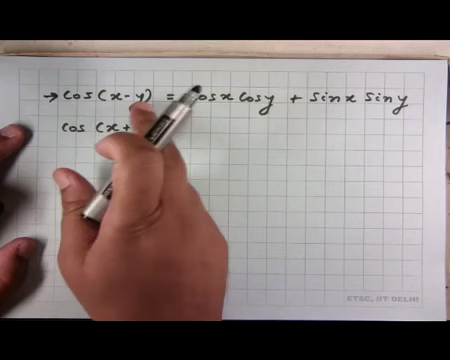 → cos(x-y) = cosx cosy + sinx siny
cos (x+
ETSC, IIT DELHI